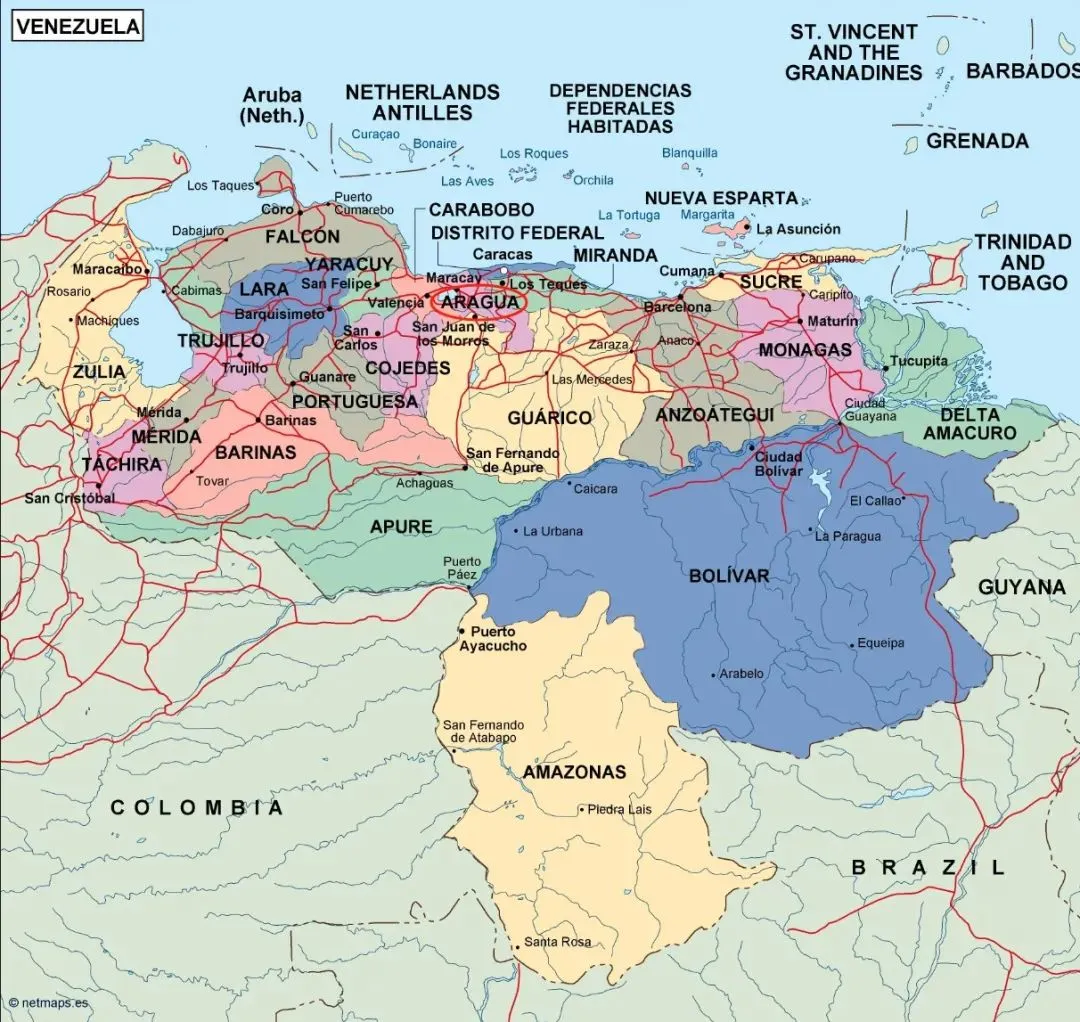 VENEZUELA
ST. VINCENT
AND THE
GRANADINES
BARBADOS
Aruba
(Neth.)
NETHERLANDS
ANTILLES
DEPENDENCIAS
FEDERALES
HABITADAS
Curaçao
Bonaire
GRENADA
Los Roques
Blanquilla
Las Aves
Orchila
Los Taques
Puerto
Cumarebo
NUEVA ESPARTA
Coro
CARABOBO
La Tortuga
Margarita
La Asunción
Dabajuro
FALCÓN
DISTRITO FEDERAL
TRINIDAD
AND
TOBAGO
Caracas
MIRANDA
Carupano
Maracaibo
YARACUY
Maracay
Los Teques
Cumana
SUCRE
Rosario
Cabimas
LARA
San Felipe
Valencia
ARAGUA
Barcelona
Caripito
Machiques
Barquisimeto
San
Carlos
San Juan de
los Morros
Maturín
TRUJILLO
Zaraza
Anaco
MONAGAS
Tucupita
ZULIA
Trujillo
Guanare
COJEDES
Las Mercedes
PORTUGUESA
Mérida
Barinas
GUÁRICO
ANZOÁTEGUI
Ciudad
Guayana
DELTA
AMACURO
MÉRIDA
BARINAS
TÁCHIRA
San Fernando
de Apure
Ciudad
Bolívar
Tovar
Achaguas
San Cristóbal
Caicara
El Callao
APURE
La Urbana
La Paragua
Puerto
Páez
BOLÍVAR
GUYANA
Puerto
Ayacucho
Equeipa
Arabelo
San Fernando
de Atabapo
AMAZONAS
COLOMBIA
Piedra Lais
BRAZIL
Santa Rosa
© netmaps.es